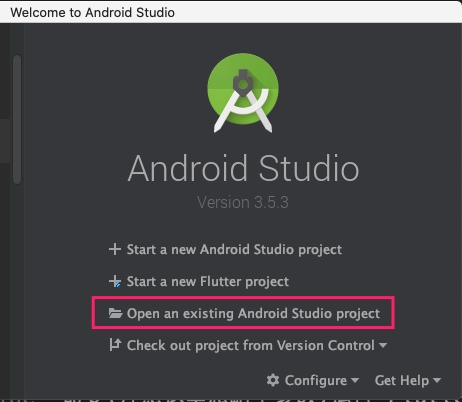 Welcome to Android Studio
Android Studio
Version 3.5.3
Start a new Android Studio project
Start a new Flutter project
Open an existing Android Studio project
Check out project from Version Control
Configure
Get Help